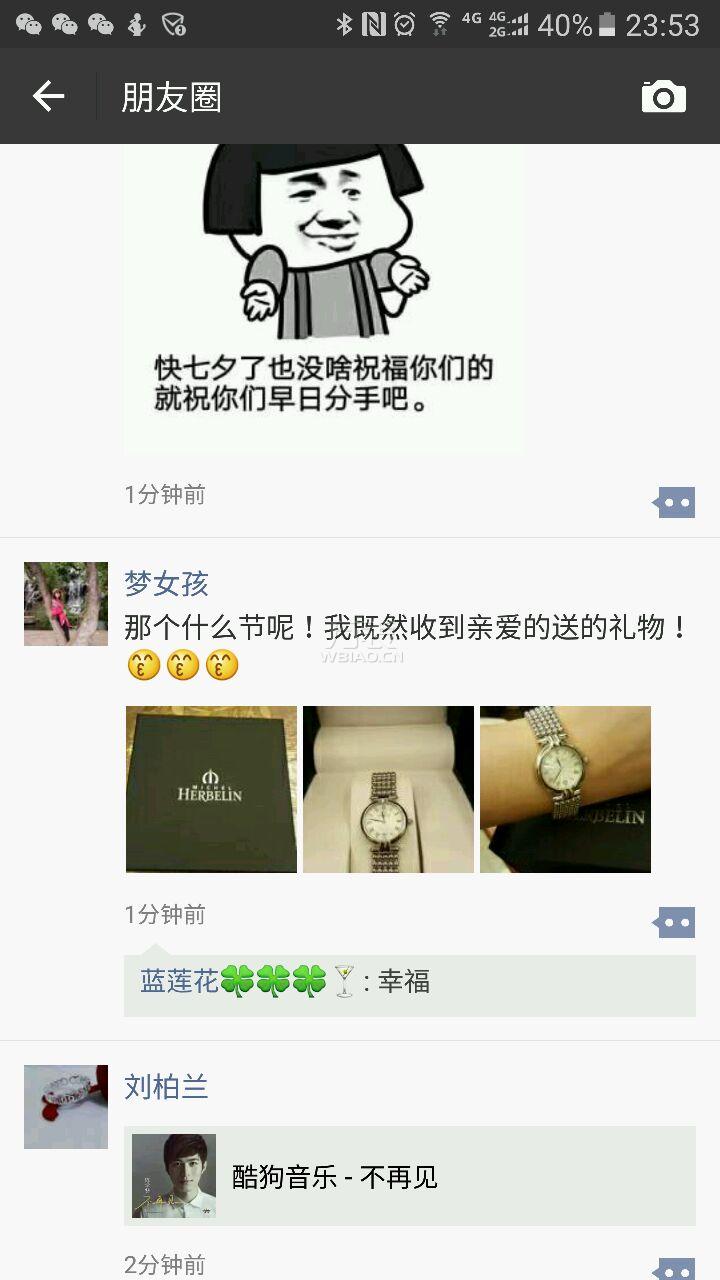 4G 4G 2G 40% 23:53
朋友圈
快七夕了也没啥祝福你们的
就祝你们早日分手吧。
1分钟前
梦女孩
那个什么节呢！我既然收到亲爱的送的礼物！
WBIAO.CN
MICHEL
HERBELIN
HERBELIN
1分钟前
蓝莲花🍀🍀🍀🍸: 幸福
刘柏兰
不再见
酷狗音乐 - 不再见
2分钟前